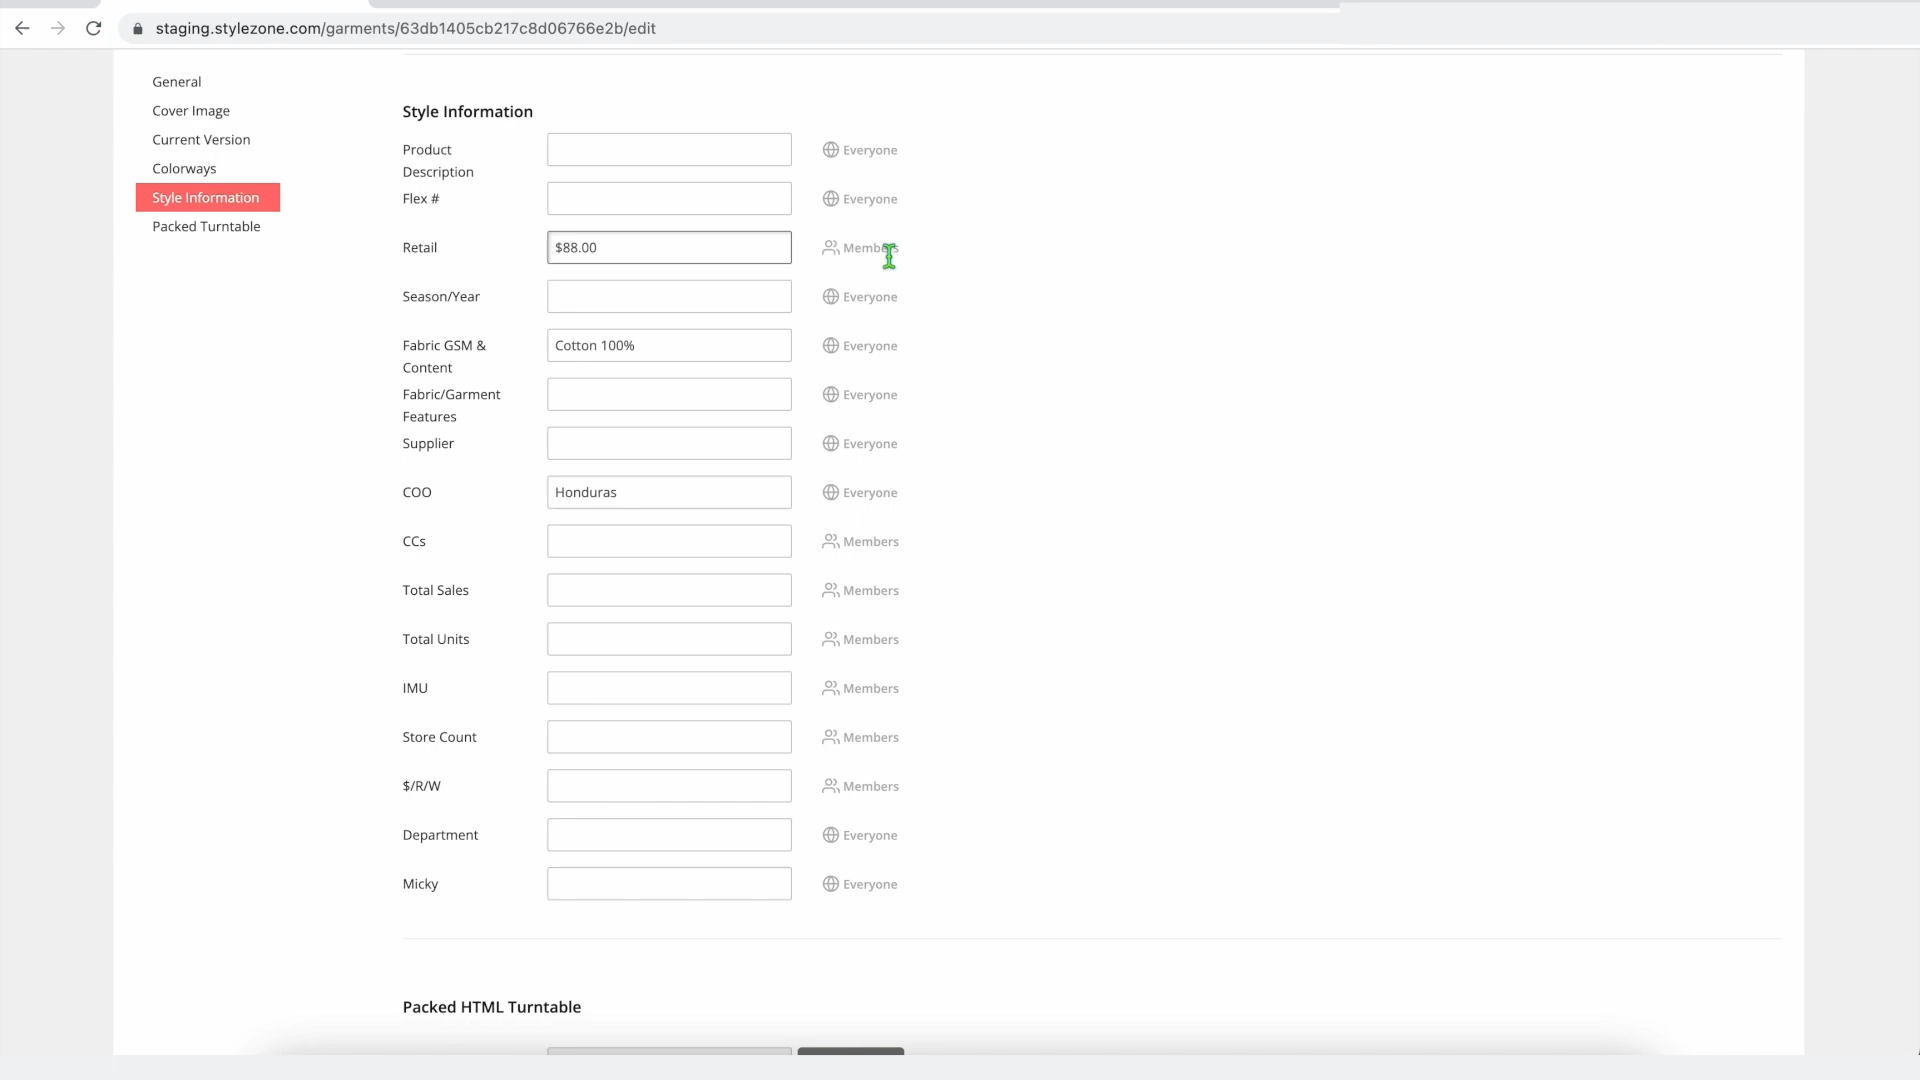 staging.stylezone.com/garments/63db1405cb217c8d06766e2b/edit
General
Cover Image
Current Version
Colorways
Style Information
Packed Turntable
Style Information
Product
Description
Everyone
Flex #
Everyone
Retail
$88.00
Members
Season/Year
Everyone
Fabric GSM &
Content
Cotton 100%
Everyone
Fabric/Garment
Features
Everyone
Supplier
Everyone
COO
Honduras
Everyone
CCs
Members
Total Sales
Members
Total Units
Members
IMU
Members
Store Count
Members
$/R/W
Members
Department
Everyone
Micky
Everyone
Packed HTML Turntable